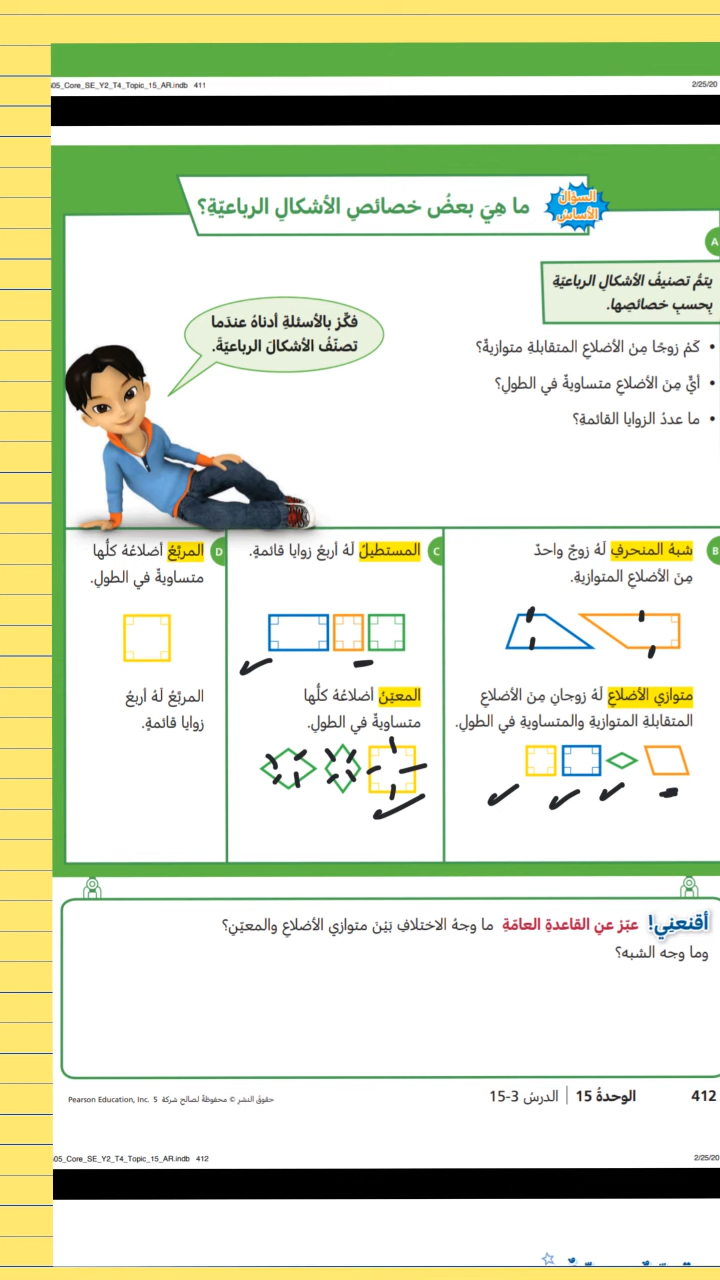 05_Core_SE_Y2_T4_Topic_15_AR.indb 411
2/25/20
السؤال
الأساسي
ما هِيَ بعضُ خصائصِ الأشكالِ الرباعيّةِ؟
A
يتمُّ تصنيفُ الأشكالِ الرباعيّةِ
بِحسبِ خصائصِها.
فكِّرْ بالأسئلةِ أدناهُ عندَما
تصنّفُ الأشكالَ الرباعيّةَ.
• كَمْ زوجًا مِنَ الأضلاعِ المتقابلةِ متوازيةٌ؟
• أيٌّ مِنَ الأضلاعِ متساويةٌ في الطولِ؟
• ما عددُ الزوايا القائمةِ؟
B
شبهُ المنحرفِ لَهُ زوجٌ واحدٌ
مِنَ الأضلاعِ المتوازيةِ.
متوازي الأضلاعِ لَهُ زوجانِ مِنَ الأضلاعِ
المتقابلةِ المتوازيةِ والمتساويةِ في الطولِ.
C
المستطيلُ لَهُ أربعُ زوايا قائمةٍ.
المعيّنُ أضلاعُهُ كلُّها
متساويةٌ في الطولِ.
D
المربّعُ أضلاعُهُ كلُّها
متساويةٌ في الطولِ.
المربّعُ لَهُ أربعُ
زوايا قائمةٍ.
أقنعني! عبّرْ عنِ القاعدةِ العامّةِ ما وجهُ الاختلافِ بَيْنَ متوازي الأضلاعِ والمعيّنِ؟
وما وجه الشبه؟
412
الوحدةُ 15 | الدرسُ 3-15
حقوق النشر © محفوظة لصالح شركة Pearson Education, Inc. 5
05_Core_SE_Y2_T4_Topic_15_AR.indb 412
2/25/20